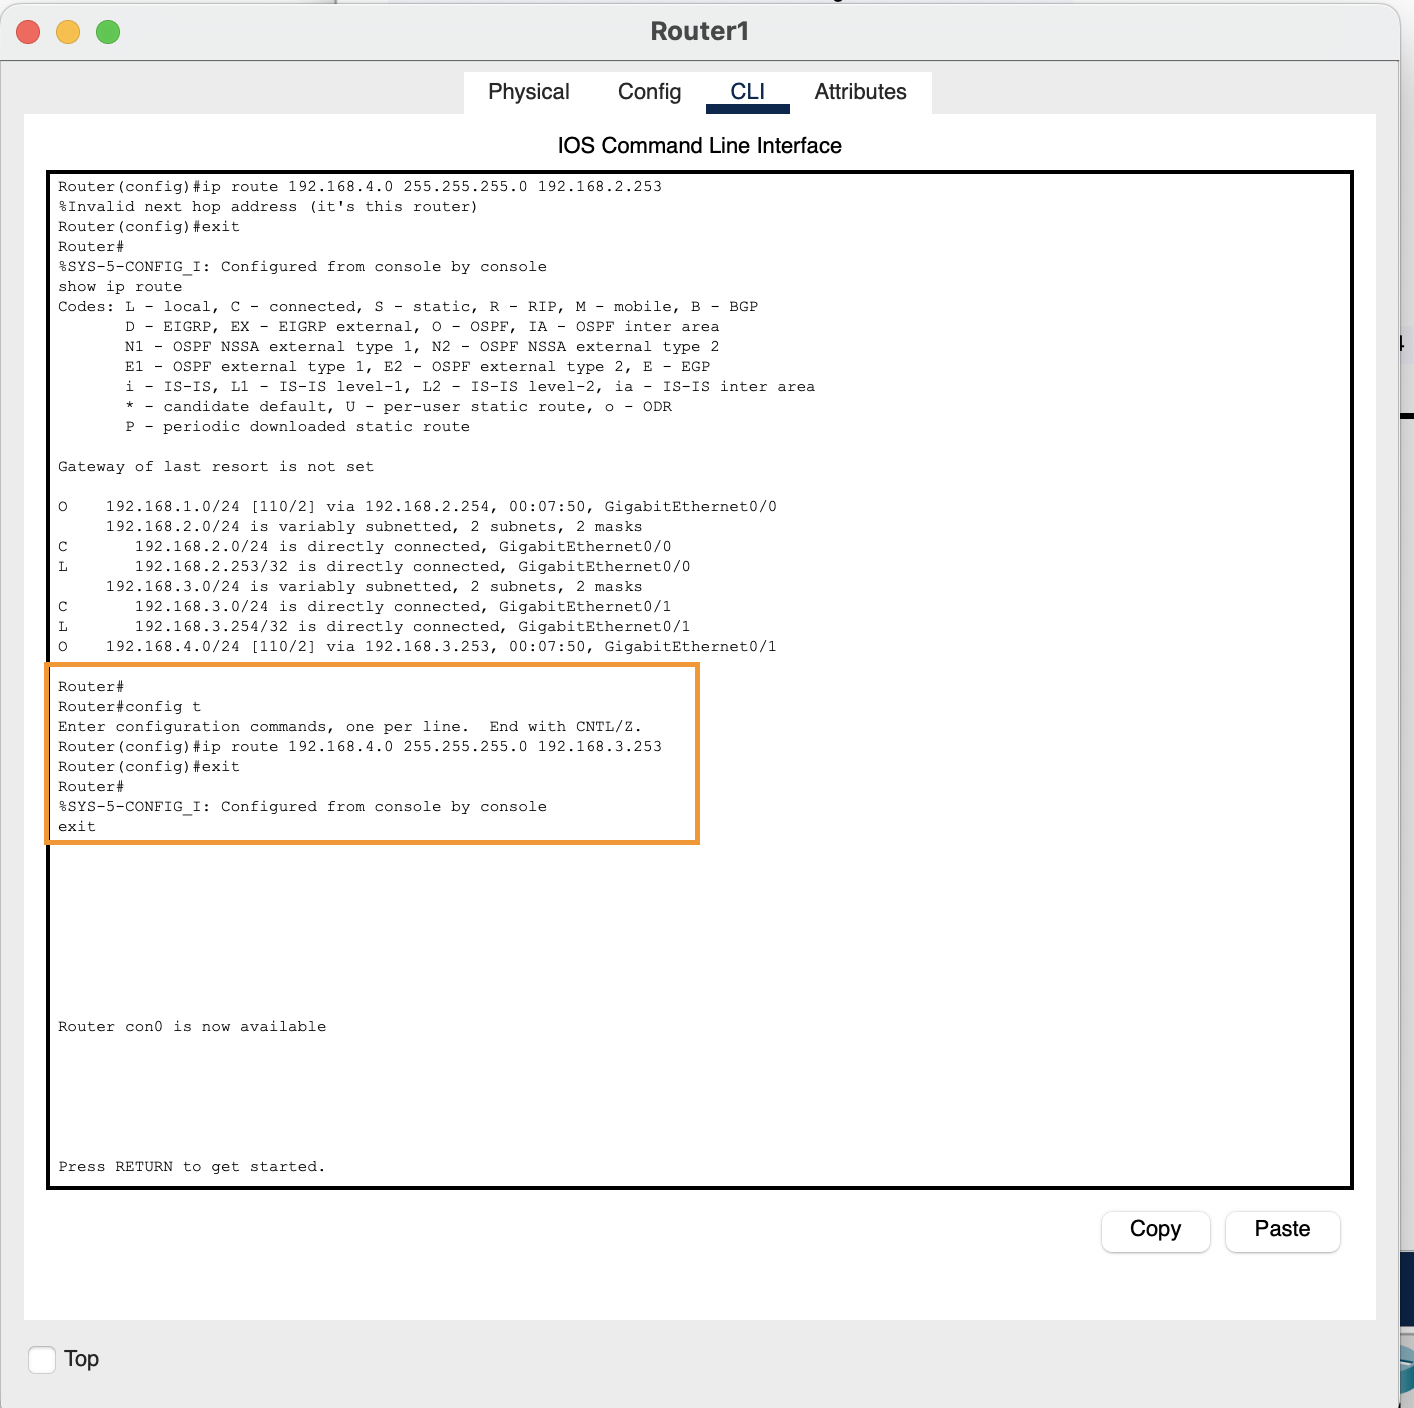 Router1
Physical Config CLI Attributes
IOS Command Line Interface
Router(config)#ip route 192.168.4.0 255.255.255.0 192.168.2.253
%Invalid next hop address (it's this router)
Router(config)#exit
Router#
%SYS-5-CONFIG_I: Configured from console by console
show ip route
Codes: L - local, C - connected, S - static, R - RIP, M - mobile, B - BGP
D - EIGRP, EX - EIGRP external, O - OSPF, IA - OSPF inter area
N1 - OSPF NSSA external type 1, N2 - OSPF NSSA external type 2
E1 - OSPF external type 1, E2 - OSPF external type 2, E - EGP
i - IS-IS, L1 - IS-IS level-1, L2 - IS-IS level-2, ia - IS-IS inter area
* - candidate default, U - per-user static route, o - ODR
P - periodic downloaded static route
Gateway of last resort is not set
O 192.168.1.0/24 [110/2] via 192.168.2.254, 00:07:50, GigabitEthernet0/0
192.168.2.0/24 is variably subnetted, 2 subnets, 2 masks
C 192.168.2.0/24 is directly connected, GigabitEthernet0/0
L 192.168.2.253/32 is directly connected, GigabitEthernet0/0
192.168.3.0/24 is variably subnetted, 2 subnets, 2 masks
C 192.168.3.0/24 is directly connected, GigabitEthernet0/1
L 192.168.3.254/32 is directly connected, GigabitEthernet0/1
O 192.168.4.0/24 [110/2] via 192.168.3.253, 00:07:50, GigabitEthernet0/1
Router#
Router#config t
Enter configuration commands, one per line. End with CNTL/Z.
Router(config)#ip route 192.168.4.0 255.255.255.0 192.168.3.253
Router(config)#exit
Router#
%SYS-5-CONFIG_I: Configured from console by console
exit
Router con0 is now available
Press RETURN to get started.
Copy Paste
Top